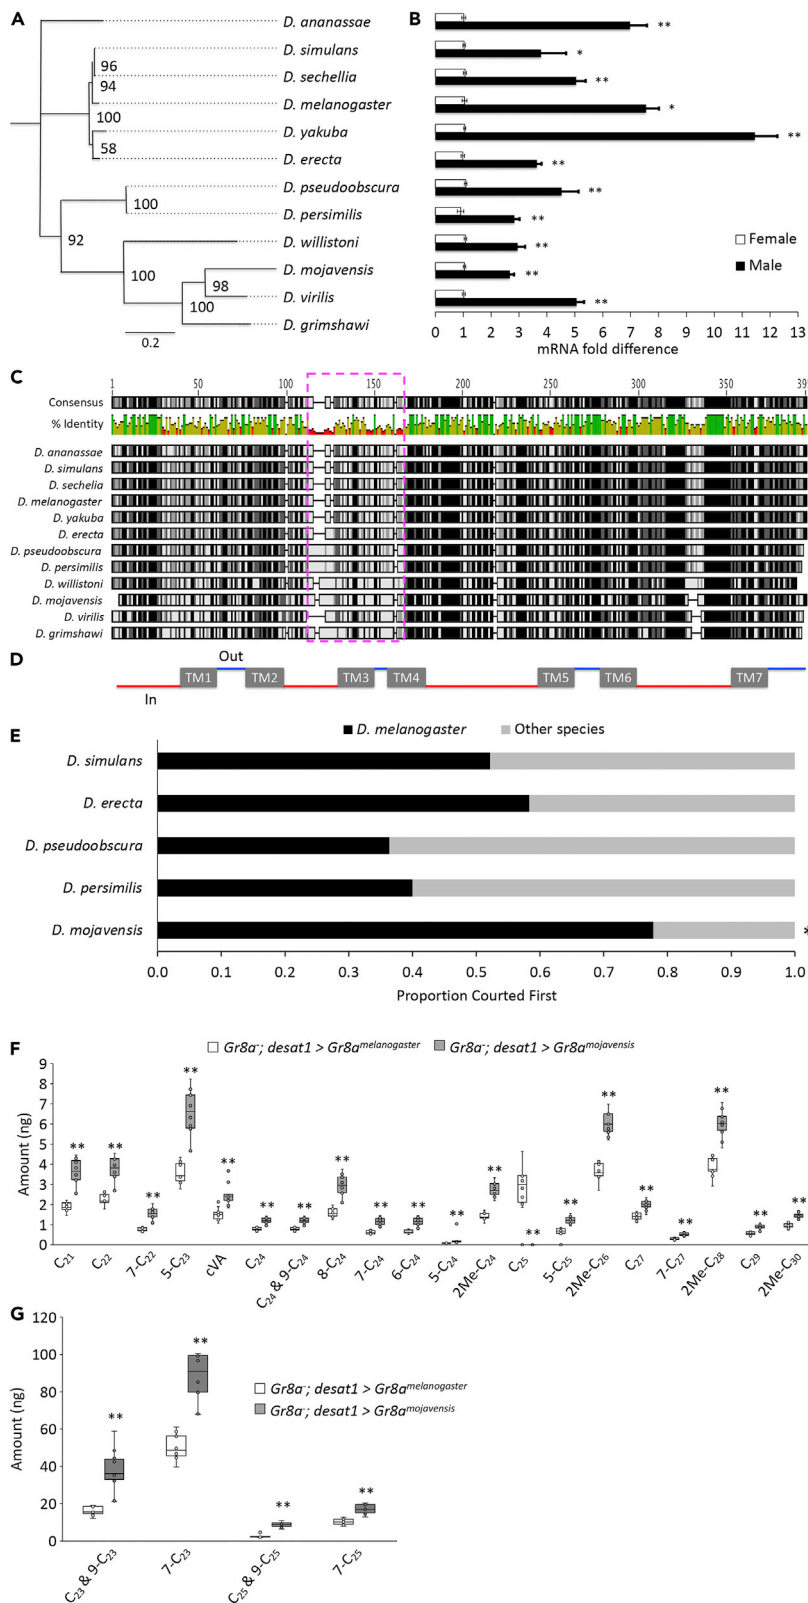 A
D. ananassae
D. simulans
D. sechellia
D. melanogaster
D. yakuba
D. erecta
D. pseudoobscura
D. persimilis
D. willistoni
D. mojavensis
D. virilis
D. grimshawi
96
94
100
58
100
92
100
98
100
0.2
B
**
*
**
*
**
**
**
**
**
**
**
Female
Male
0 1 2 3 4 5 6 7 8 9 10 11 12 13
mRNA fold difference
C
1 50 100 150 200 250 300 350 39
Consensus
% Identity
D. ananassae
D. simulans
D. sechelia
D. melanogaster
D. yakuba
D. erecta
D. pseudoobscura
D. persimilis
D. willistoni
D. mojavensis
D. virilis
D. grimshawi
D
Out
TM1 TM2 TM3 TM4 TM5 TM6 TM7
In
E
D. melanogaster Other species
D. simulans
D. erecta
D. pseudoobscura
D. persimilis
D. mojavensis
*
0.0 0.1 0.2 0.3 0.4 0.5 0.6 0.7 0.8 0.9 1.0
Proportion Courted First
F
Gr8a-; desat1 > Gr8amelanogaster Gr8a-; desat1 > Gr8amojavensis
Amount (ng)
9
8
7
6
5
4
3
2
1
0
** ** ** ** ** ** ** ** ** ** ** ** ** ** ** ** ** ** ** **
C21 C22 7-C22 5-C23 cVA C24 C24 & 9-C24 8-C24 7-C24 6-C24 5-C24 2Me-C24 C25 5-C25 2Me-C26 C27 7-C27 2Me-C28 C29 2Me-C30
G
Amount (ng)
120
100
80
60
40
20
0
** ** ** **
Gr8a-; desat1 > Gr8amelanogaster
Gr8a-; desat1 > Gr8amojavensis
C23 & 9-C23 7-C23 C25 & 9-C25 7-C25